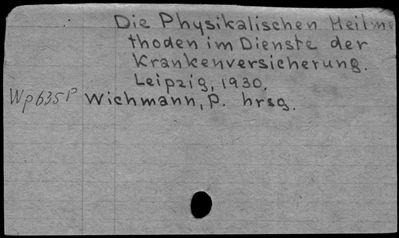 Die Physikalischen Heilme
thoden im Dienste der
Krankenversicherung.
Leipzig, 1930.
Wp635P Wichmann, P. hrsg.